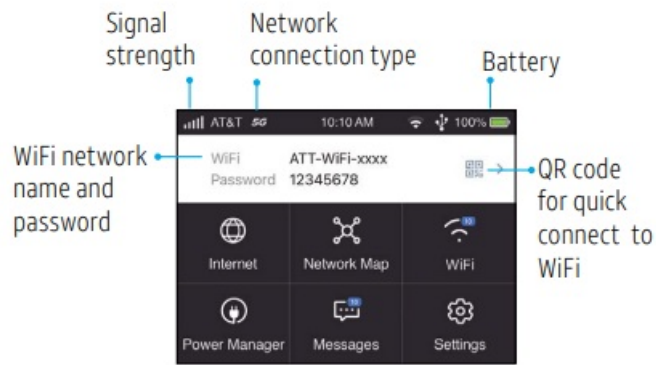 Signal
strength
Network
connection type
Battery
AT&T 5G 10:10 AM 100%
WiFi ATT-WiFi-xxxx
Password 12345678
WiFi network
name and
password
QR code
for quick
connect to
WiFi
10
Internet Network Map WiFi
10
Power Manager Messages Settings